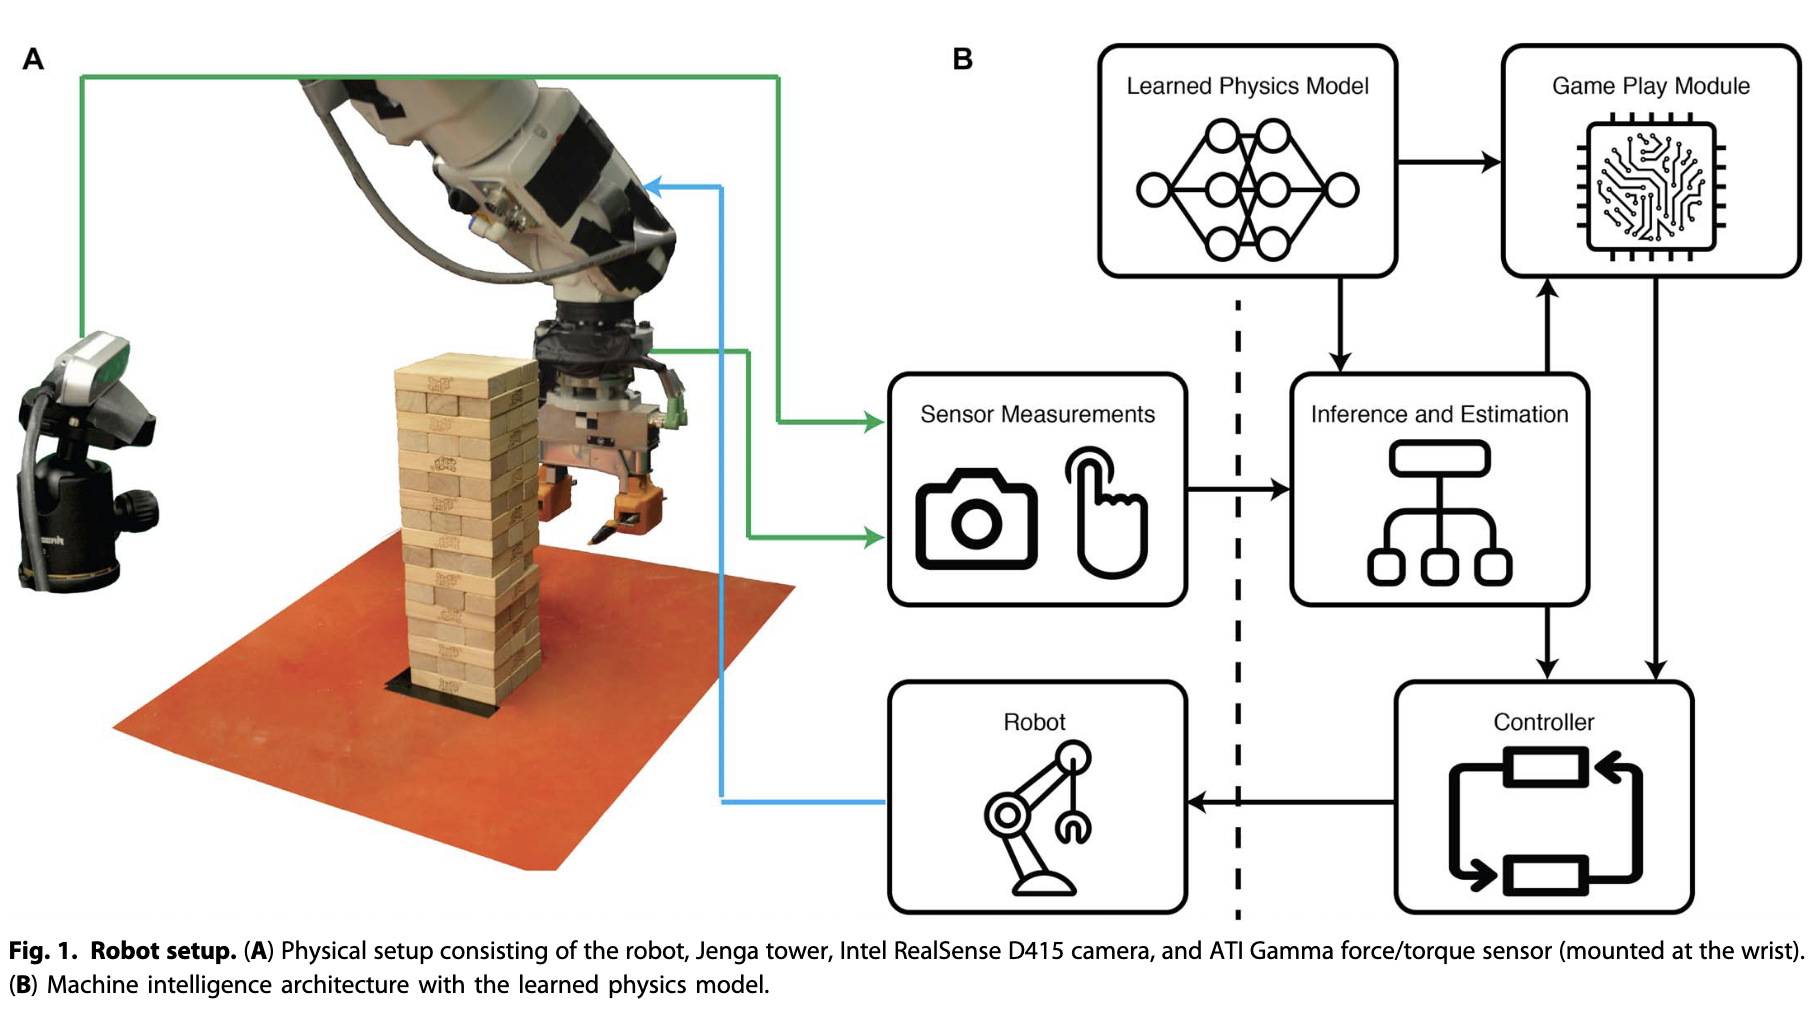 A
B
Learned Physics Model
Game Play Module
Sensor Measurements
Inference and Estimation
Robot
Controller
Fig. 1. Robot setup. (A) Physical setup consisting of the robot, Jenga tower, Intel RealSense D415 camera, and ATI Gamma force/torque sensor (mounted at the wrist).
(B) Machine intelligence architecture with the learned physics model.